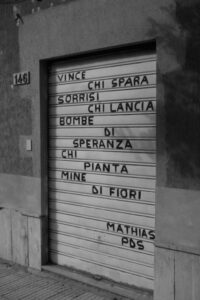 146
VINCE
CHI SPARA
SORRISI
CHI LANCIA
BOMBE
DI
SPERANZA
CHI
PIANTA
MINE
DI FIORI
MATHIAS
PDS